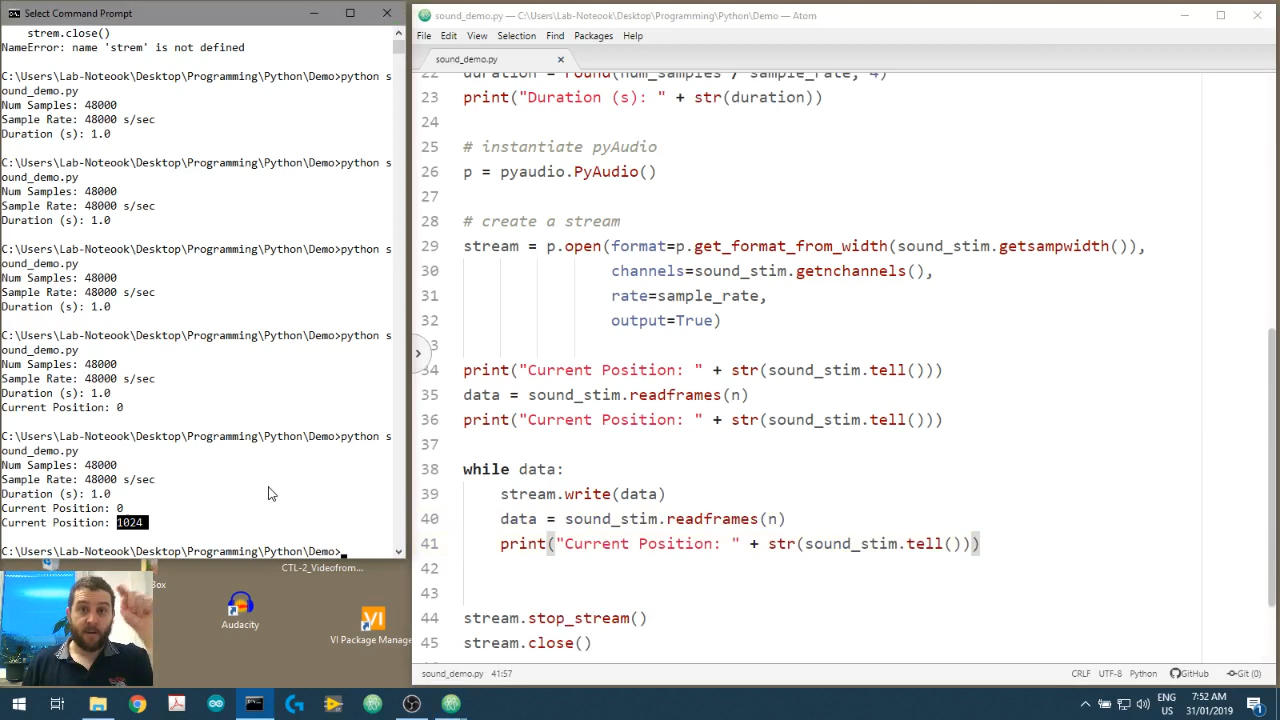 Select Command Prompt
strem.close()
NameError: name 'strem' is not defined
C:\Users\Lab-Noteook\Desktop\Programming\Python\Demo>python s
ound_demo.py
Num Samples: 48000
Sample Rate: 48000 s/sec
Duration (s): 1.0
C:\Users\Lab-Noteook\Desktop\Programming\Python\Demo>python s
ound_demo.py
Num Samples: 48000
Sample Rate: 48000 s/sec
Duration (s): 1.0
C:\Users\Lab-Noteook\Desktop\Programming\Python\Demo>python s
ound_demo.py
Num Samples: 48000
Sample Rate: 48000 s/sec
Duration (s): 1.0
C:\Users\Lab-Noteook\Desktop\Programming\Python\Demo>python s
ound_demo.py
Num Samples: 48000
Sample Rate: 48000 s/sec
Duration (s): 1.0
Current Position: 0
C:\Users\Lab-Noteook\Desktop\Programming\Python\Demo>python s
ound_demo.py
Num Samples: 48000
Sample Rate: 48000 s/sec
Duration (s): 1.0
Current Position: 0
Current Position: 1024
C:\Users\Lab-Noteook\Desktop\Programming\Python\Demo>
CTL-2_Videofrom...
Box
Audacity
VI Package Manage
sound_demo.py — C:\Users\Lab-Noteook\Desktop\Programming\Python\Demo — Atom
File Edit View Selection Find Packages Help
sound_demo.py
22 duration = round(num_samples / sample_rate, 4)
23 print("Duration (s): " + str(duration))
24
25 # instantiate pyAudio
26 p = pyaudio.PyAudio()
27
28 # create a stream
29 stream = p.open(format=p.get_format_from_width(sound_stim.getsampwidth()),
30 channels=sound_stim.getnchannels(),
31 rate=sample_rate,
32 output=True)
3
34 print("Current Position: " + str(sound_stim.tell()))
35 data = sound_stim.readframes(n)
36 print("Current Position: " + str(sound_stim.tell()))
37
38 while data:
39 stream.write(data)
40 data = sound_stim.readframes(n)
41 print("Current Position: " + str(sound_stim.tell()))
42
43
44 stream.stop_stream()
45 stream.close()
sound_demo.py 41:57 CRLF UTF-8 Python GitHub Git (0)
ENG 7:52 AM
US 31/01/2019